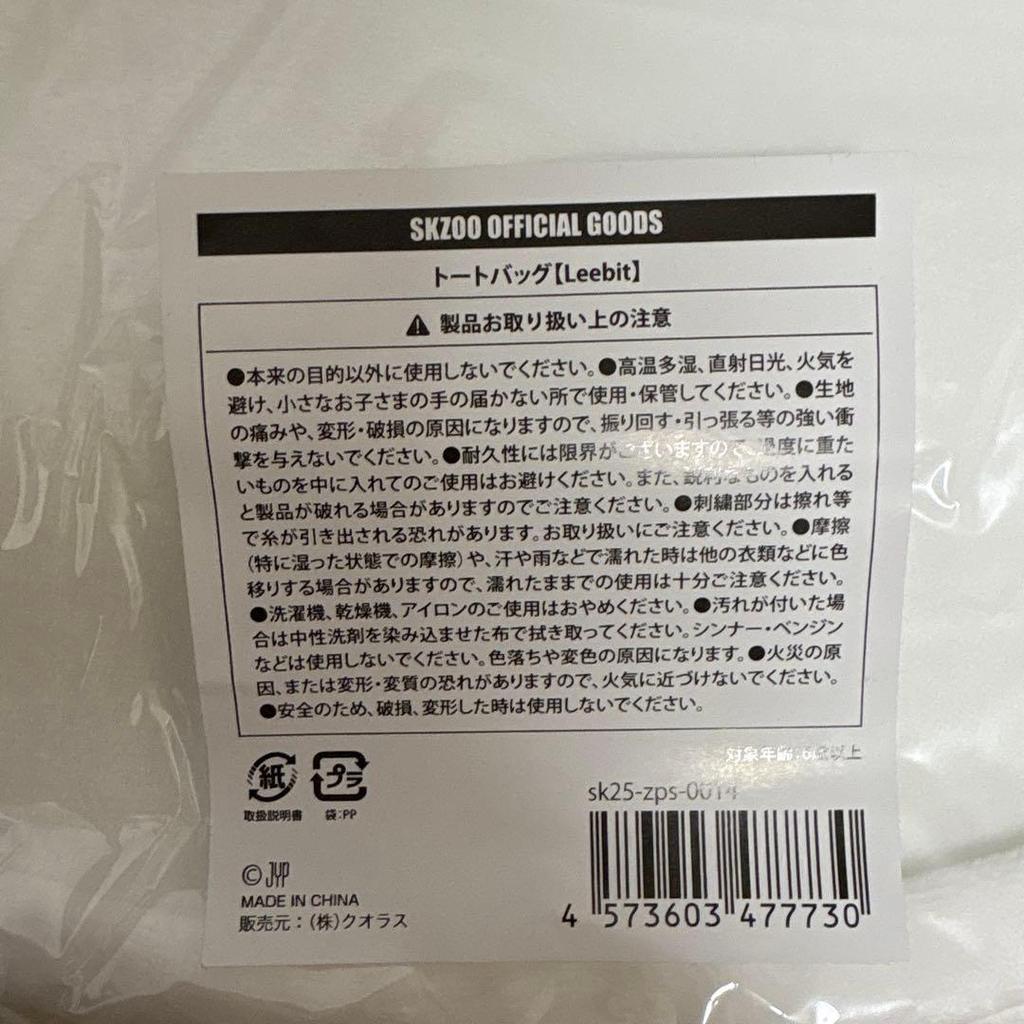 SKZOO OFFICIAL GOODS
トートバッグ【Leebit】
⚠ 製品お取り扱い上の注意
●本来の目的以外に使用しないでください。●高温多湿、直射日光、火気を
避け、小さなお子さまの手の届かない所で使用・保管してください。●生地
の痛みや、変形・破損の原因になりますので、振り回す・引っ張る等の強い衝
撃を与えないでください。●耐久性には限界がございますので、過度に重た
いものを中に入れてのご使用はお避けください。また、鋭利なものを入れる
と製品が破れる場合がありますのでご注意ください。●刺繍部分は擦れ等
で糸が引き出される恐れがあります。お取り扱いにご注意ください。●摩擦
(特に湿った状態での摩擦)や、汗や雨などで濡れた時は他の衣類などに色
移りする場合がありますので、濡れたままでの使用は十分ご注意ください。
●洗濯機、乾燥機、アイロンのご使用はおやめください。●汚れが付いた場
合は中性洗剤を染み込ませた布で拭き取ってください。シンナー・ベンジン
などは使用しないでください。色落ちや変色の原因になります。●火災の原
因、または変形・変質の恐れがありますので、火気に近づけないでください。
●安全のため、破損、変形した時は使用しないでください。
対象年齢:6歳以上
紙 プラ
取扱説明書 袋:PP
sk25-zps-0014
© JYP
MADE IN CHINA
販売元:(株)クオラス
4 573603 477730